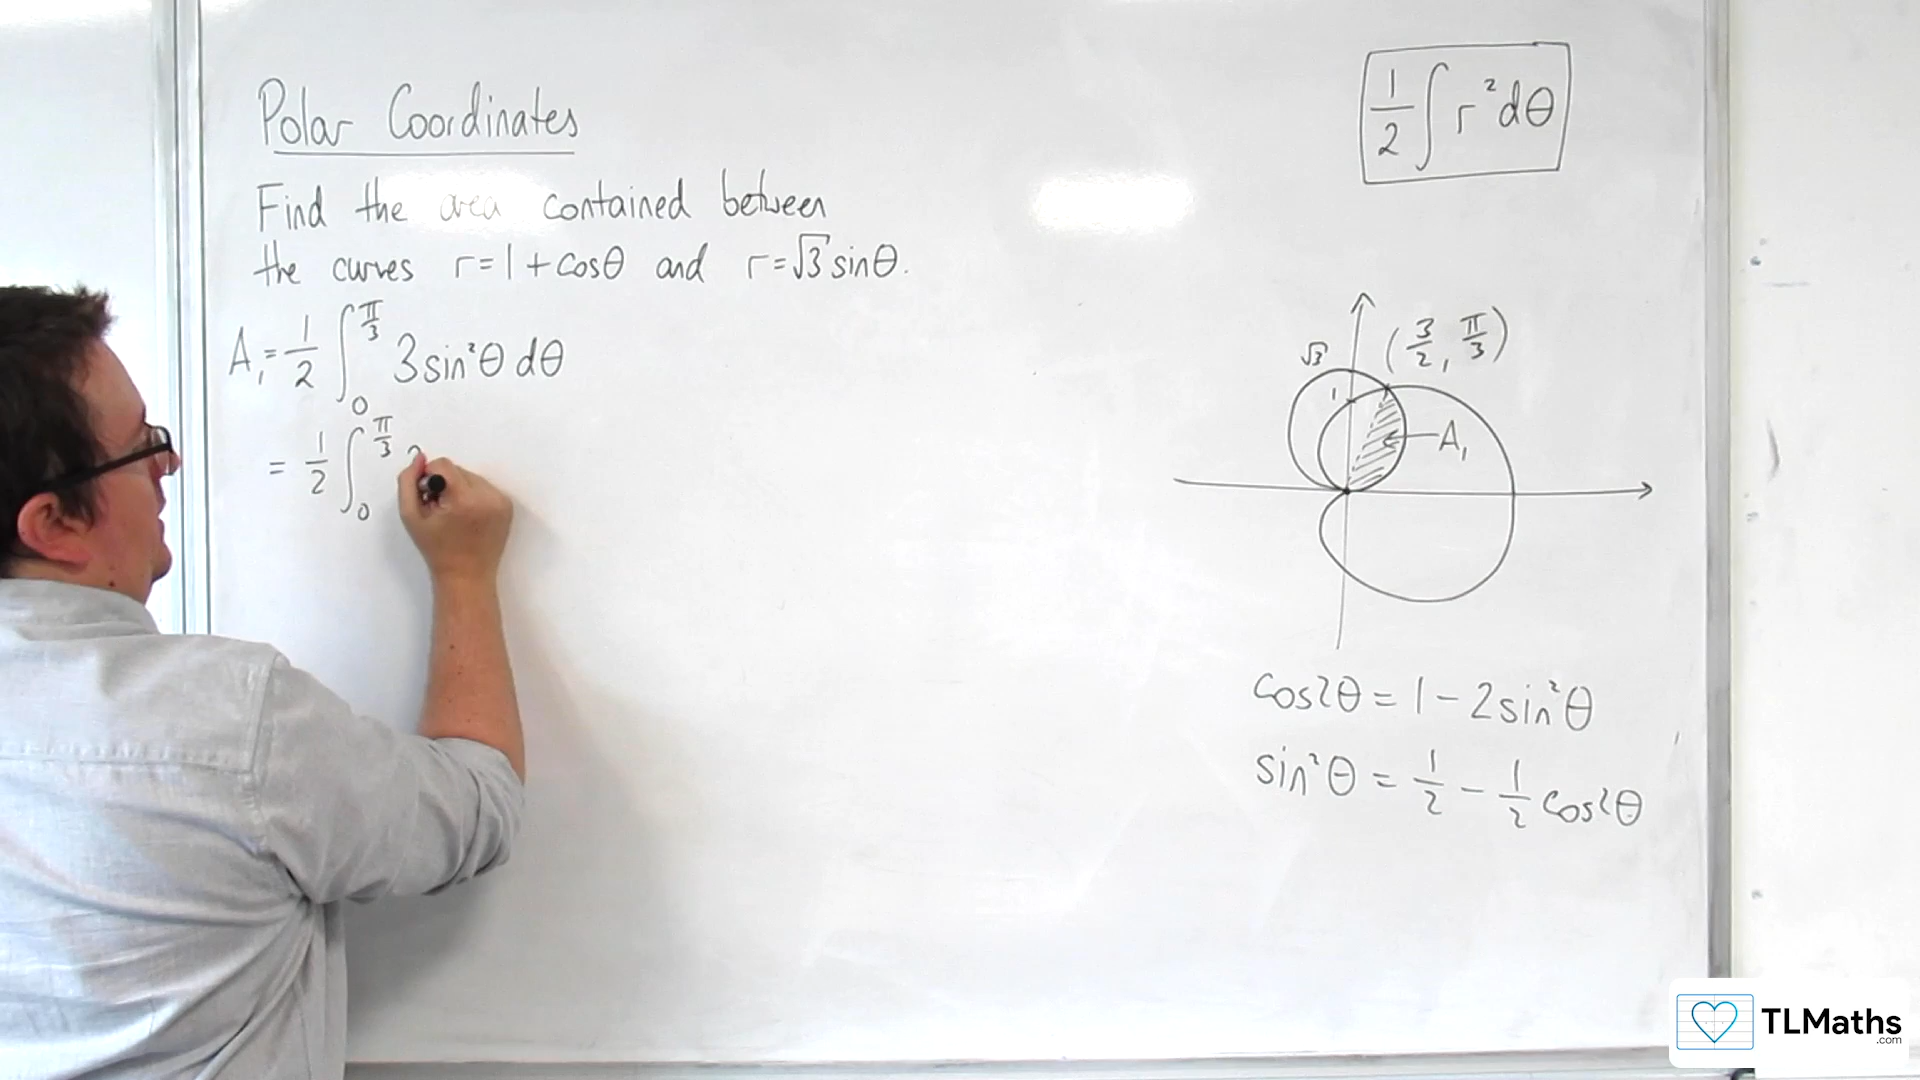 Polar Coordinates
Find the area contained between
the curves r = 1 + cosθ and r = √3 sinθ.
A₁ = 1/2 ∫₀^(π/3) 3sin²θ dθ
= 1/2 ∫₀^(π/3)
1/2 ∫ r² dθ
(3/2, π/3)
√3
1
A₁
cos2θ = 1 - 2sin²θ
sin²θ = 1/2 - 1/2 cos2θ
TLMaths
.com